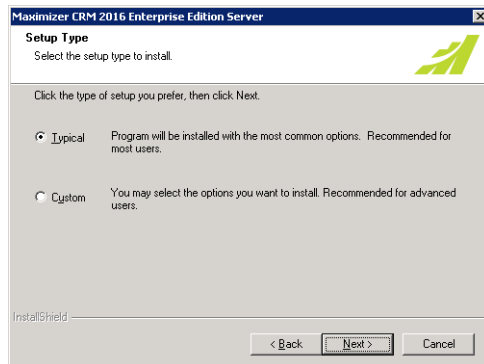 Maximizer CRM 2016 Enterprise Edition Server
Setup Type
Select the setup type to install.
Click the type of setup you prefer, then click Next.
Typical
Program will be installed with the most common options. Recommended for
most users.
Custom
You may select the options you want to install. Recommended for advanced
users.
InstallShield
< Back
Next >
Cancel